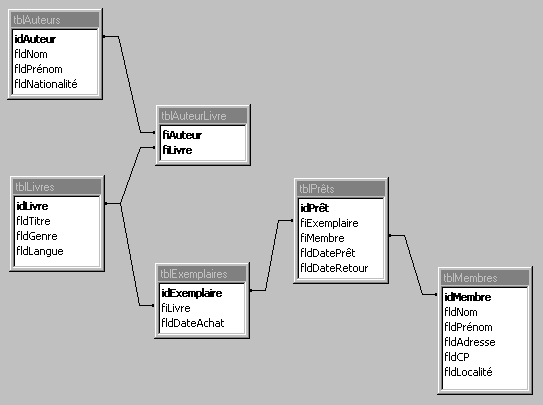 tblAuteurs
idAuteur
fldNom
fldPrénom
fldNationalité
tblAuteurLivre
fiAuteur
fiLivre
tblLivres
idLivre
fldTitre
fldGenre
fldLangue
tblExemplaires
idExemplaire
fiLivre
fldDateAchat
tblPrêts
idPrêt
fiExemplaire
fiMembre
fldDatePrêt
fldDateRetour
tblMembres
idMembre
fldNom
fldPrénom
fldAdresse
fldCP
fldLocalité